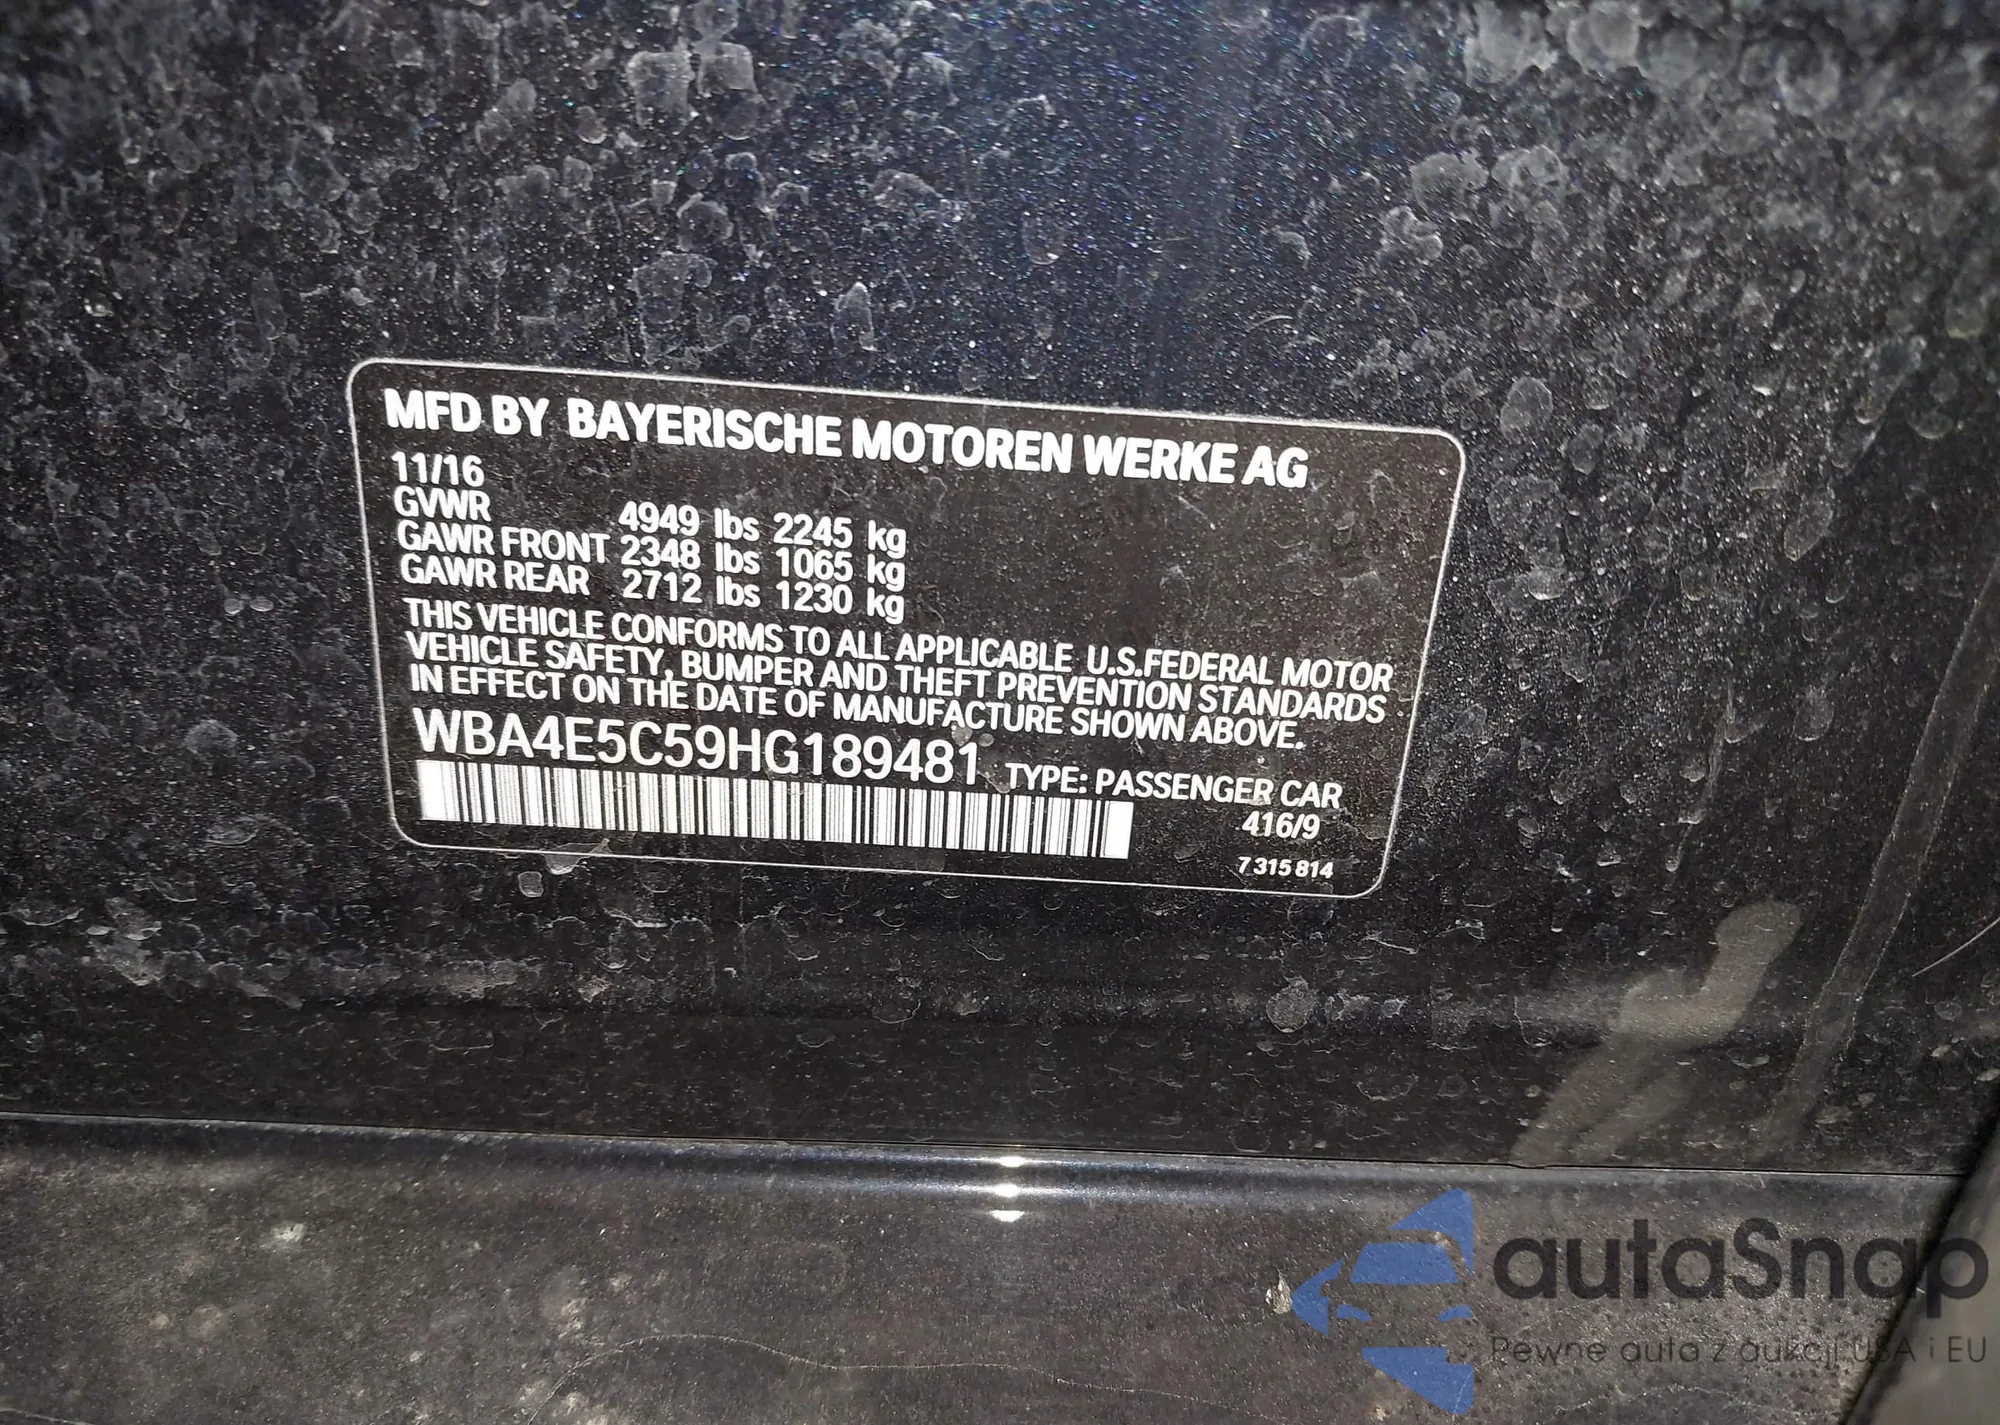 MFD BY BAYERISCHE MOTOREN WERKE AG
11/16
GVWR 4949 lbs 2245 kg
GAWR FRONT 2348 lbs 1065 kg
GAWR REAR 2712 lbs 1230 kg
THIS VEHICLE CONFORMS TO ALL APPLICABLE U.S.FEDERAL MOTOR
VEHICLE SAFETY, BUMPER AND THEFT PREVENTION STANDARDS
IN EFFECT ON THE DATE OF MANUFACTURE SHOWN ABOVE.
WBA4E5C59HG189481 TYPE: PASSENGER CAR
416/9
7 315 814
autaSnap
Pewne auta z aukcji USA i EU